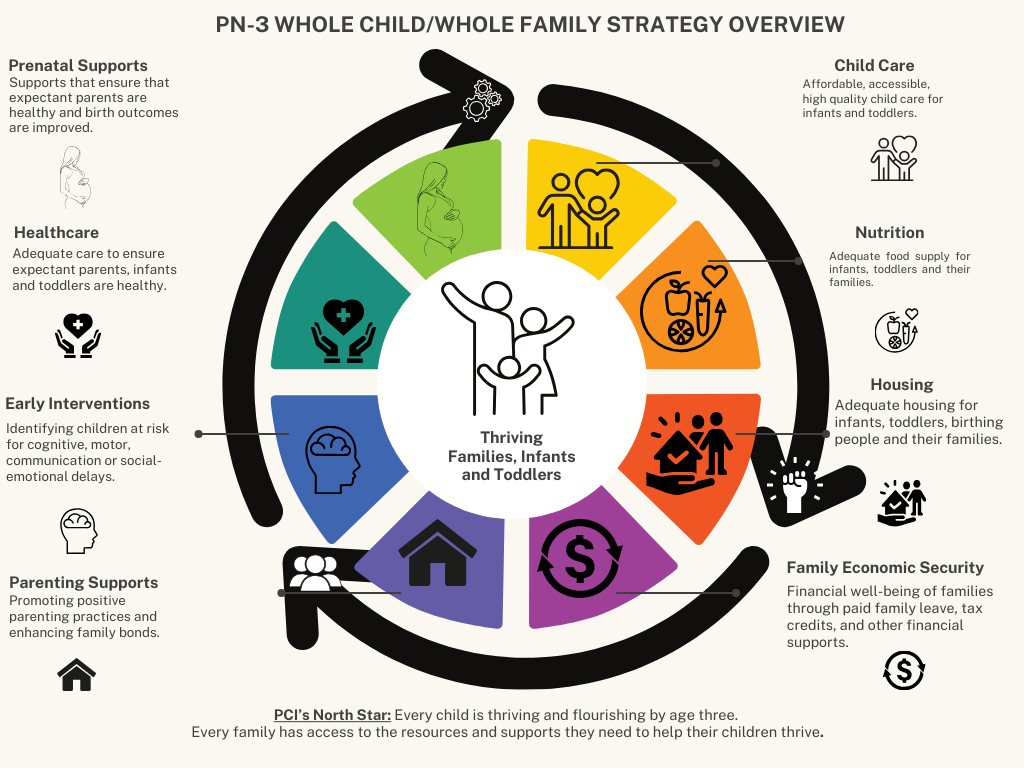 PN-3 WHOLE CHILD/WHOLE FAMILY STRATEGY OVERVIEW
Prenatal Supports
Supports that ensure that
expectant parents are
healthy and birth outcomes
are improved.
Healthcare
Adequate care to ensure
expectant parents, infants
and toddlers are healthy.
Early Interventions
Identifying children at risk
for cognitive, motor,
communication or social-
emotional delays.
Parenting Supports
Promoting positive
parenting practices and
enhancing family bonds.
Thriving
Families, Infants
and Toddlers
$
Child Care
Affordable, accessible,
high quality child care for
infants and toddlers.
Nutrition
Adequate food supply for
infants, toddlers and their
families.
Housing
Adequate housing for
infants, toddlers, birthing
people and their families.
Family Economic Security
Financial well-being of families
through paid family leave, tax
credits, and other financial
supports.
$
PCI's North Star: Every child is thriving and flourishing by age three.
Every family has access to the resources and supports they need to help their children thrive.